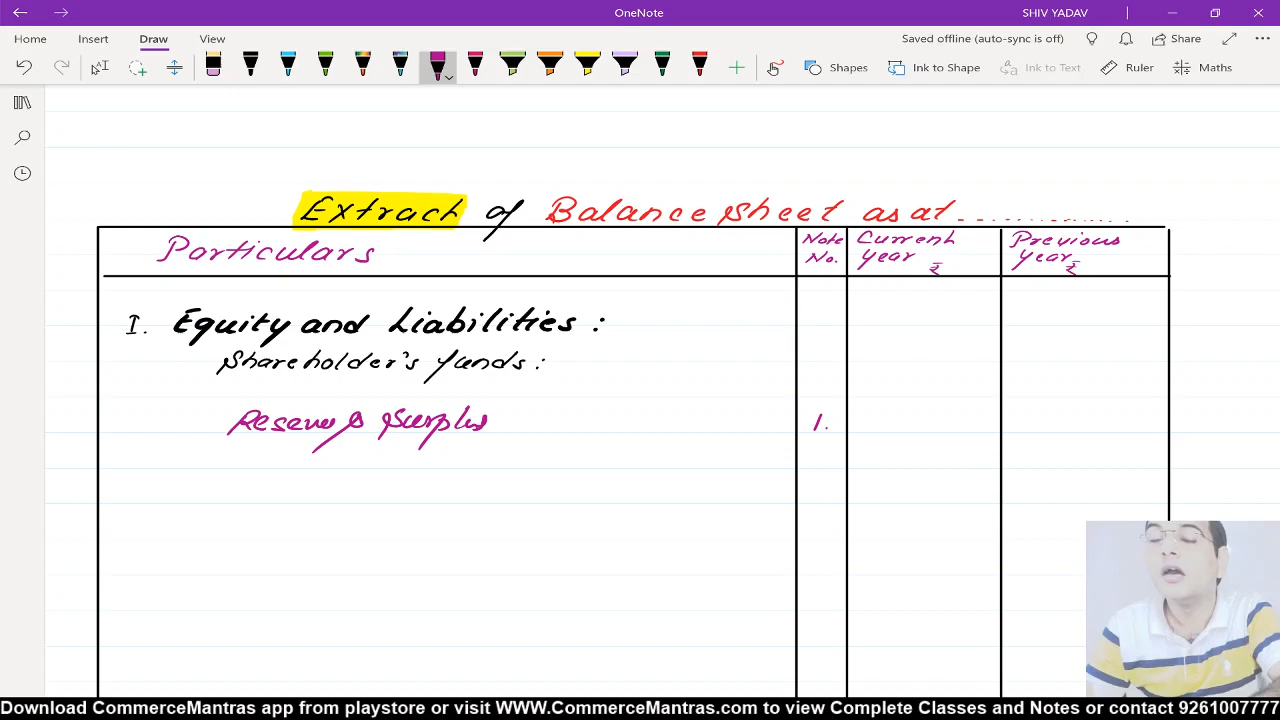 OneNote
SHIV YADAV
Home Insert Draw View
Saved offline (auto-sync is off)
Share
Shapes
Ink to Shape
Ink to Text
Ruler
Maths
Extract of Balance Sheet as at ............
Particulars
Note No.
Current Year ₹
Previous Year ₹
I. Equity and Liabilities :
Shareholder's funds :
Reserve & Surplus
1.
Download CommerceMantras app from playstore or visit WWW.CommerceMantras.com to view Complete Classes and Notes or contact 9261007777